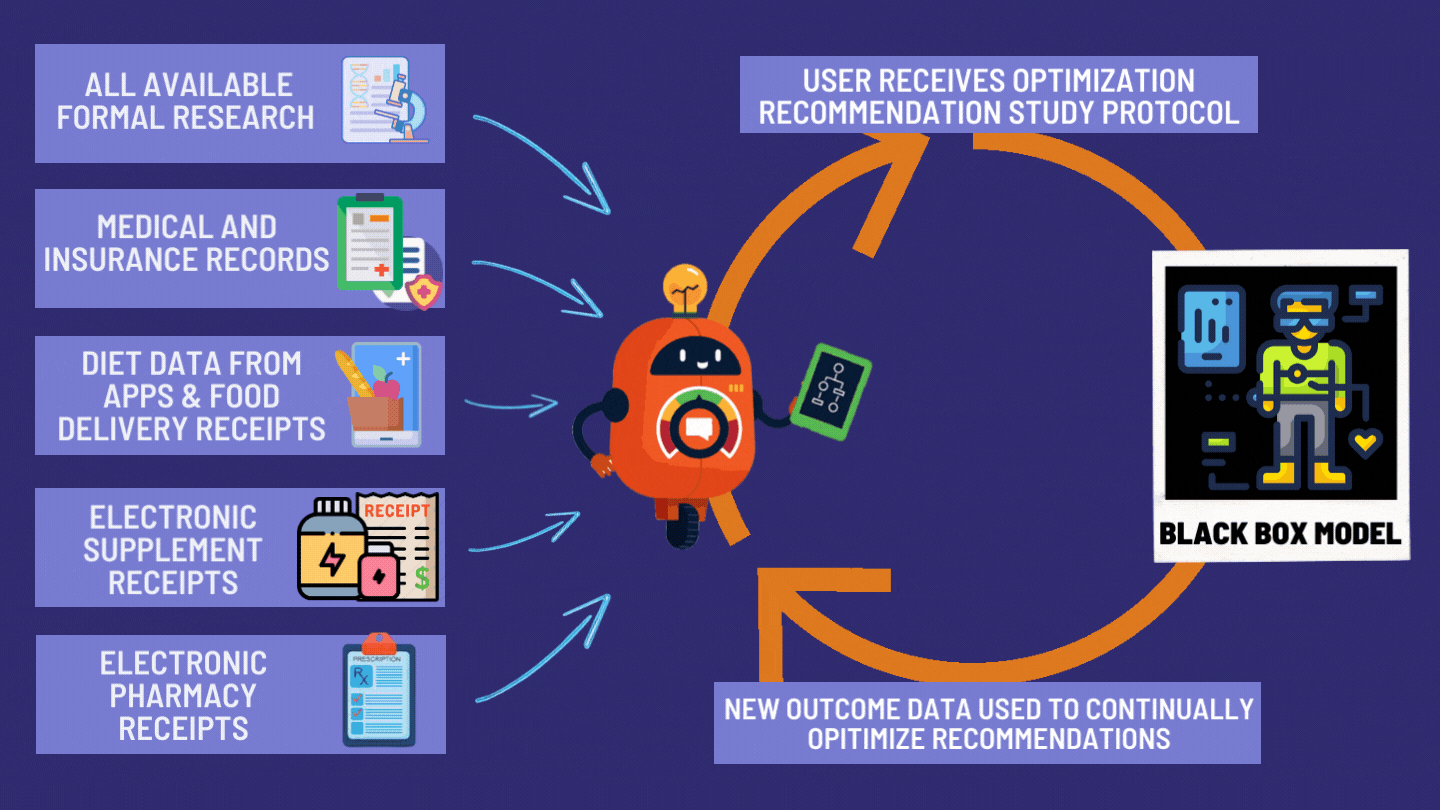 ALL AVAILABLE
FORMAL RESEARCH
MEDICAL AND
INSURANCE RECORDS
DIET DATA FROM
APPS & FOOD
DELIVERY RECEIPTS
ELECTRONIC
SUPPLEMENT
RECEIPTS
RECEIPT
$
ELECTRONIC
PHARMACY
RECEIPTS
PRESCRIPTION
Rx
USER RECEIVES OPTIMIZATION
RECOMMENDATION STUDY PROTOCOL
BLACK BOX MODEL
NEW OUTCOME DATA USED TO CONTINUALLY
OPITIMIZE RECOMMENDATIONS